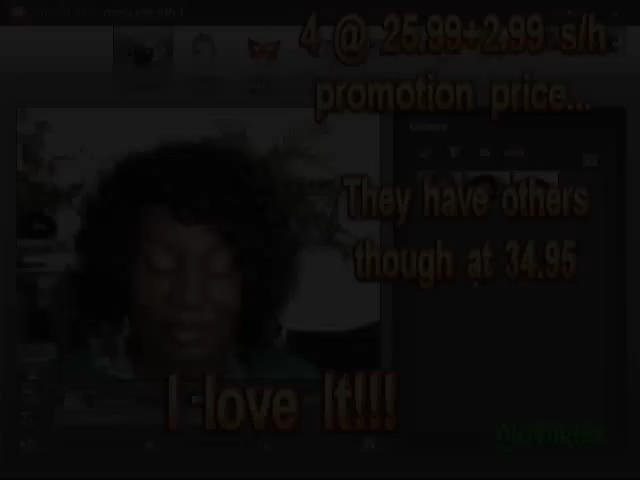 4 @ 25.99+2.99 s/h
promotion price...
They have others
though at 34.95
I love It!!!